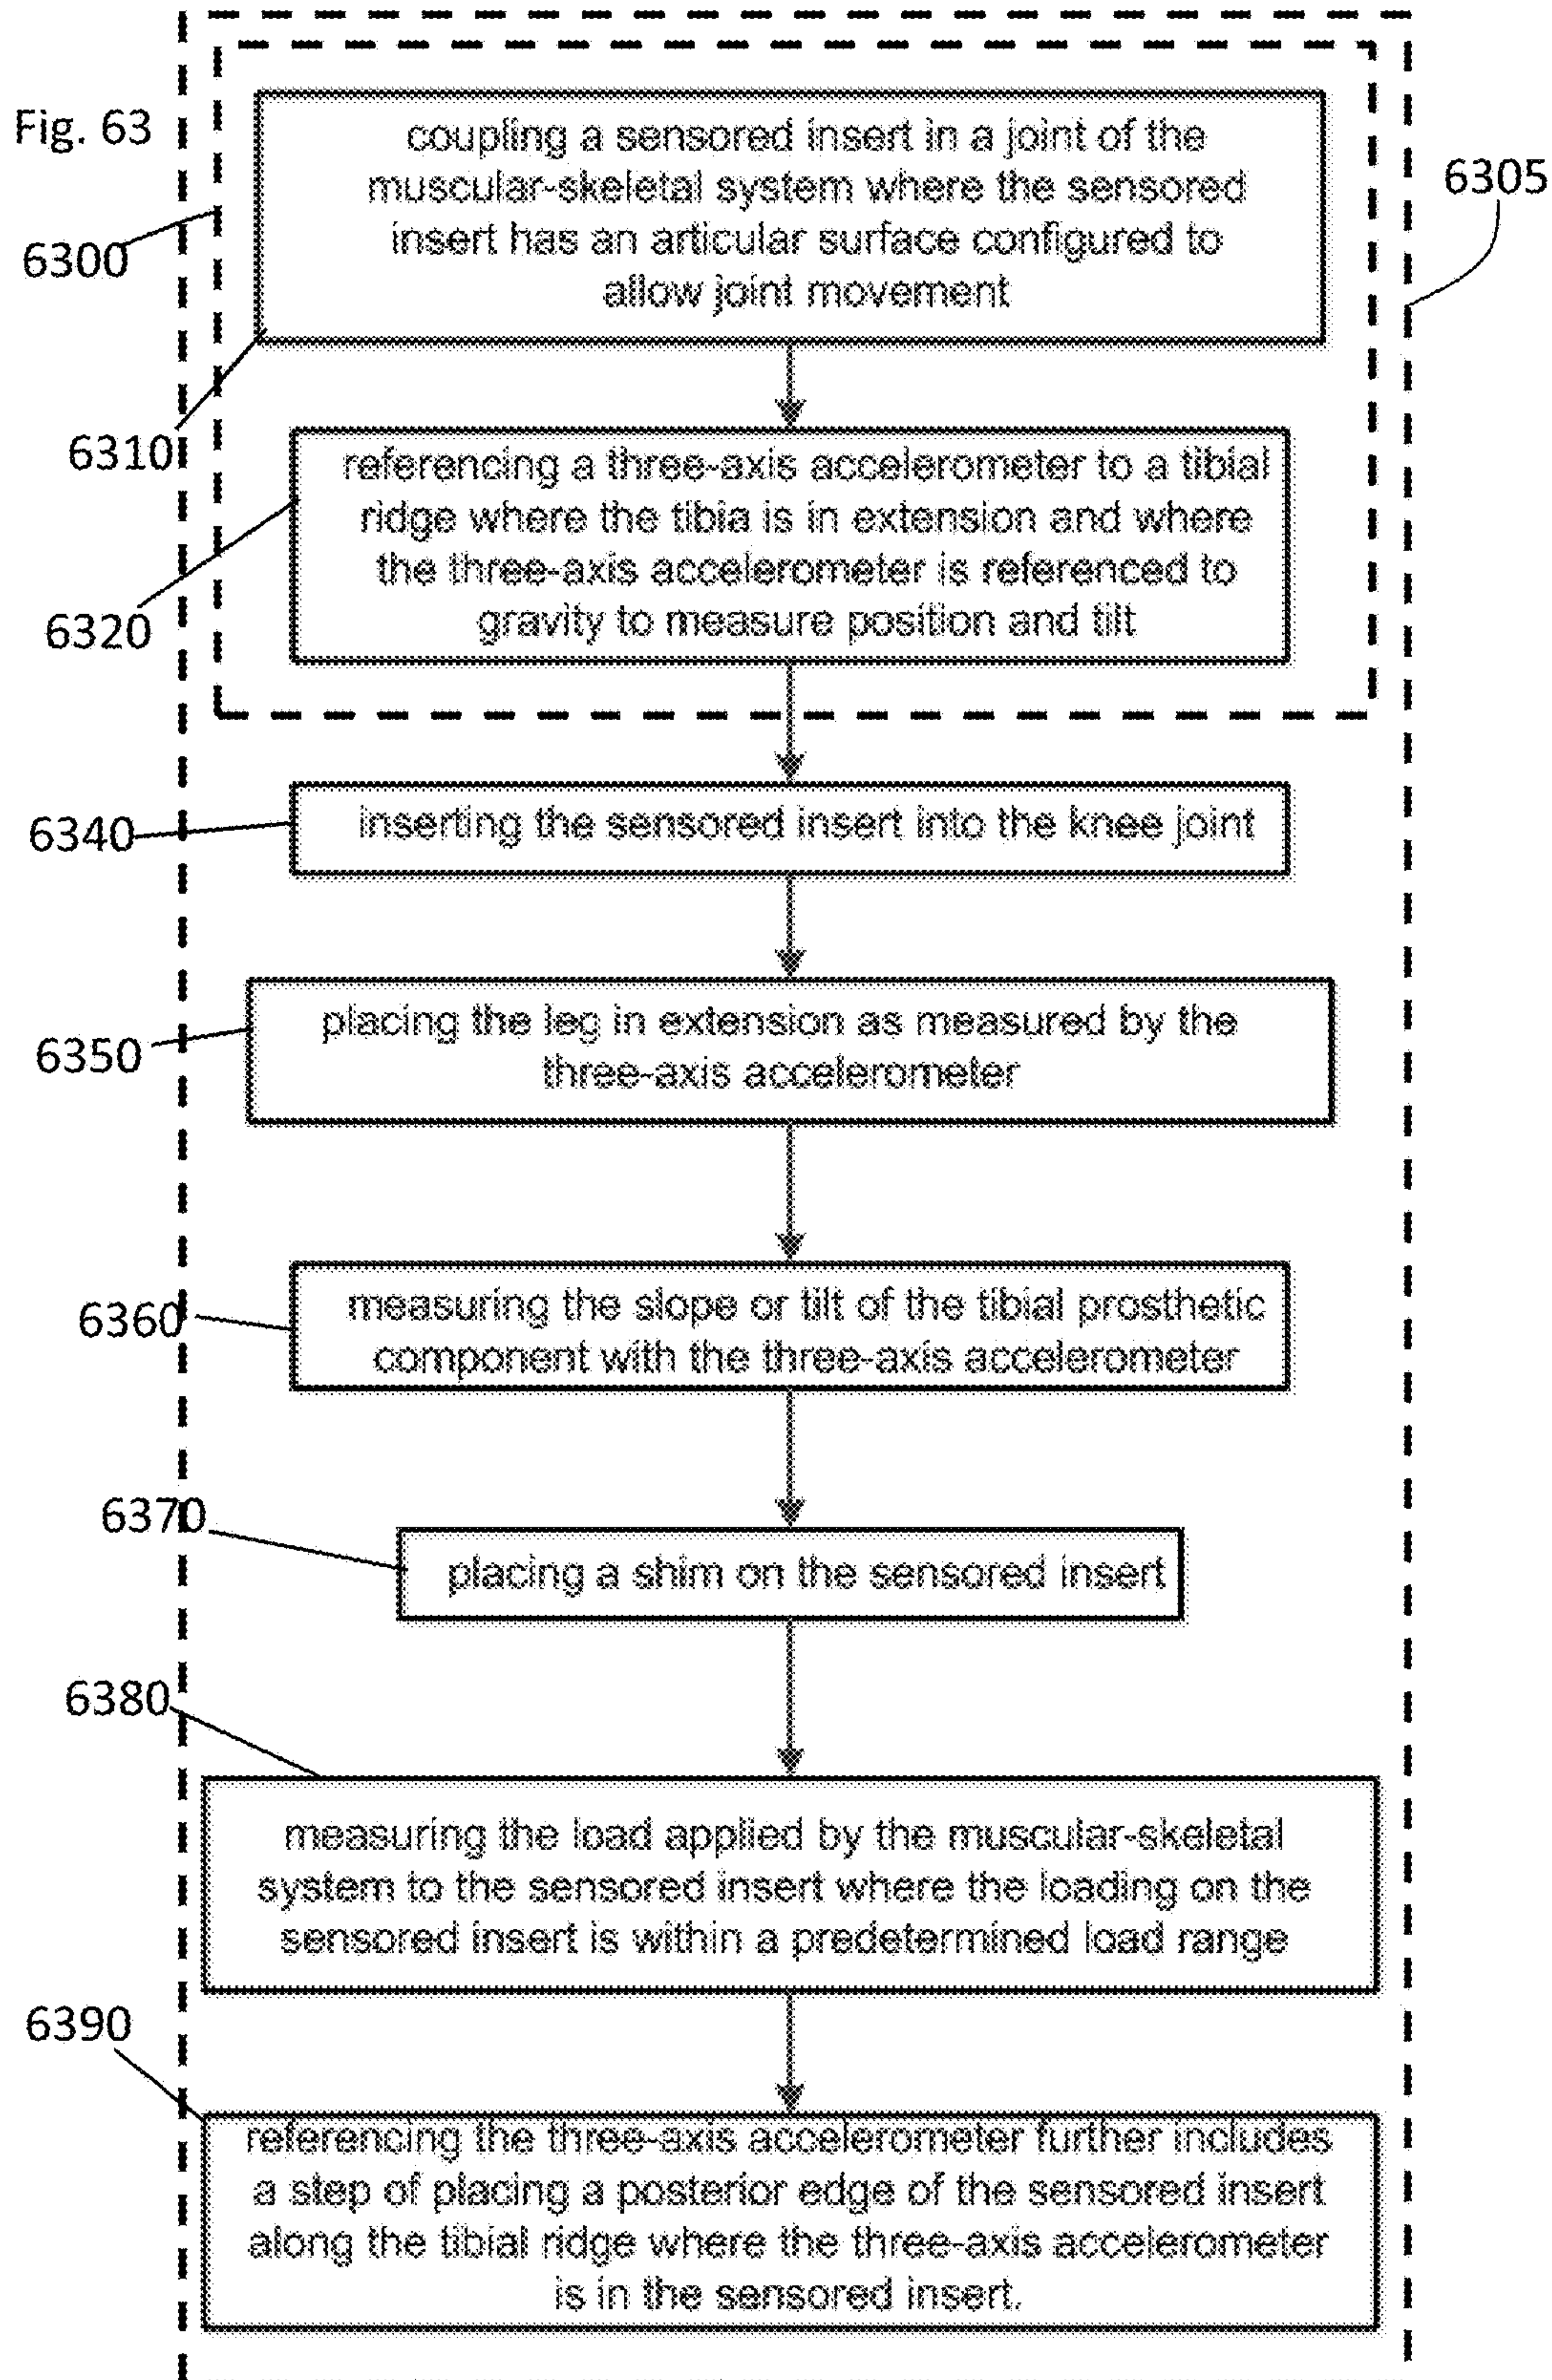 Fig. 63
6300
6305
coupling a sensored insert in a joint of the
muscular-skeletal system where the sensored
insert has an articular surface configured to
allow joint movement
6310
referencing a three-axis accelerometer to a tibial
ridge where the tibia is in extension and where
the three-axis accelerometer is referenced to
gravity to measure position and tilt
6320
inserting the sensored insert into the knee joint
6340
placing the leg in extension as measured by the
three-axis accelerometer
6350
measuring the slope or tilt of the tibial prosthetic
component with the three-axis accelerometer
6360
6370
placing a shim on the sensored insert
6380
measuring the load applied by the muscular-skeletal
system to the sensored insert where the loading on the
sensored insert is within a predetermined load range
6390
referencing the three-axis accelerometer further includes
a step of placing a posterior edge of the sensored insert
along the tibial ridge where the three-axis accelerometer
is in the sensored insert.